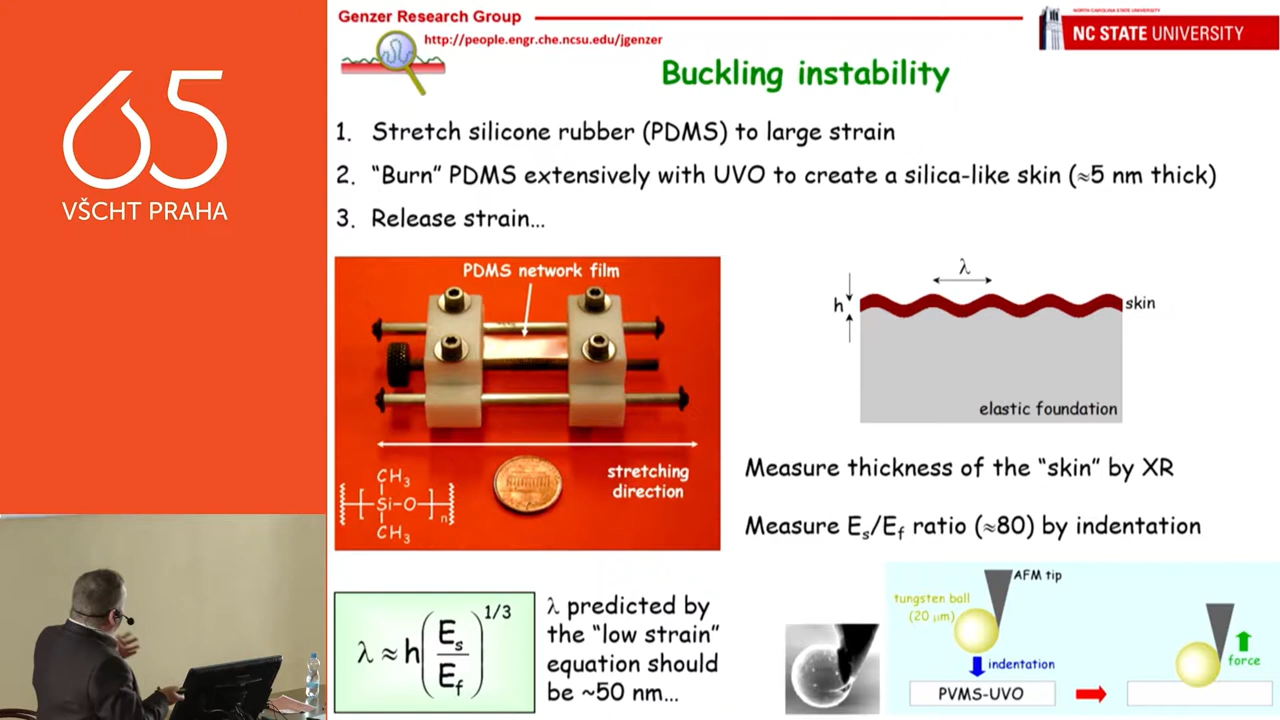 65
VŠCHT PRAHA
Genzer Research Group
http://people.engr.che.ncsu.edu/jgenzer
NORTH CAROLINA STATE UNIVERSITY
NC STATE UNIVERSITY
Buckling instability
1. Stretch silicone rubber (PDMS) to large strain
2. “Burn” PDMS extensively with UVO to create a silica-like skin (≈5 nm thick)
3. Release strain…
PDMS network film
stretching
direction
CH3
Si–O
n
CH3
λ
h
skin
elastic foundation
Measure thickness of the “skin” by XR
Measure Es/Ef ratio (≈80) by indentation
λ ≈ h(Es/Ef)^1/3
λ predicted by
the “low strain”
equation should
be ~50 nm…
AFM tip
tungsten ball
(20 μm)
indentation
force
PVMS-UVO